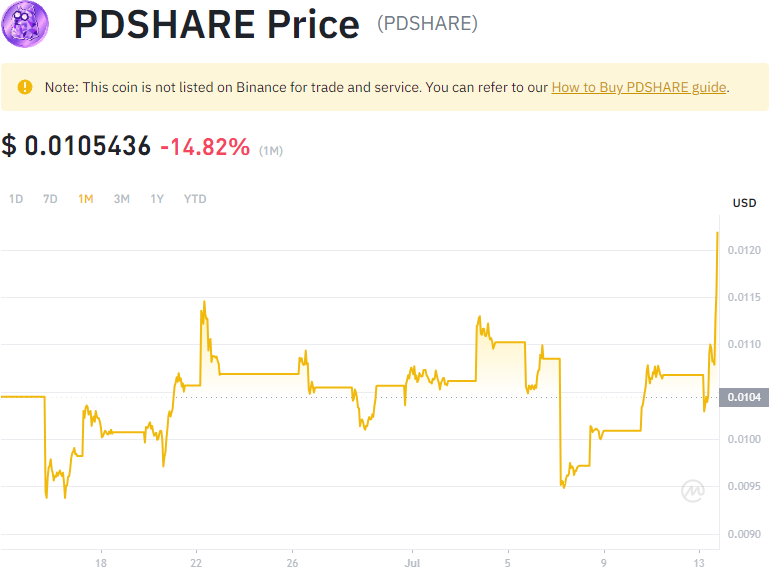 PDSHARE Price (PDSHARE)
Note: This coin is not listed on Binance for trade and service. You can refer to our How to Buy PDSHARE guide.
$ 0.0105436 -14.82% (1M)
1D 7D 1M 3M 1Y YTD
USD
0.0120
0.0115
0.0110
0.0104
0.0100
0.0095
0.0090
18 22 26 Jul 5 9 13